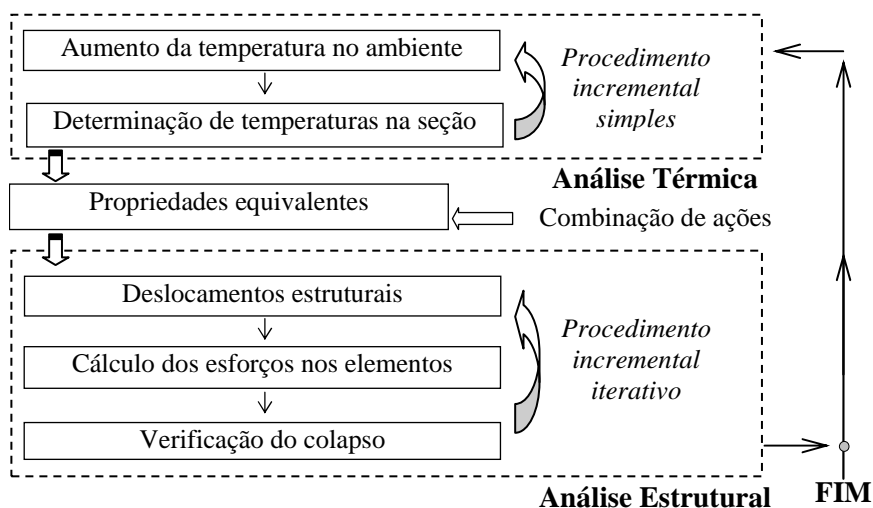 Aumento da temperatura no ambiente
Determinação de temperaturas na seção
Procedimento
incremental
simples
Análise Térmica
Propriedades equivalentes
Combinação de ações
Deslocamentos estruturais
Cálculo dos esforços nos elementos
Verificação do colapso
Procedimento
incremental
iterativo
Análise Estrutural
FIM